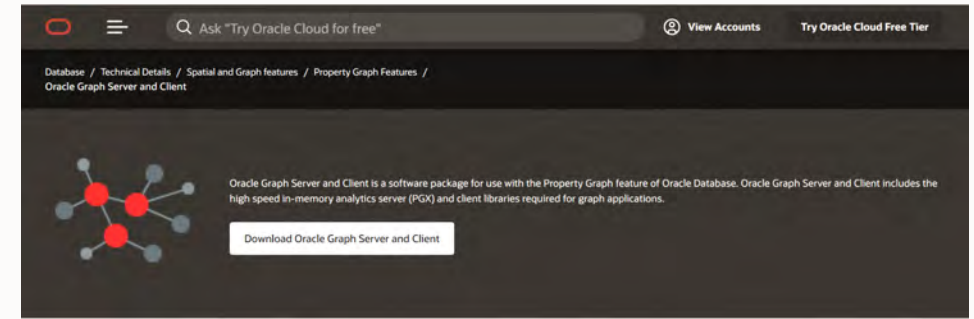 Ask "Try Oracle Cloud for free"
View Accounts
Try Oracle Cloud Free Tier
Database / Technical Details / Spatial and Graph features / Property Graph Features /
Oracle Graph Server and Client
Oracle Graph Server and Client is a software package for use with the Property Graph feature of Oracle Database. Oracle Graph Server and Client includes the
high speed in-memory analytics server (PGX) and client libraries required for graph applications.
Download Oracle Graph Server and Client